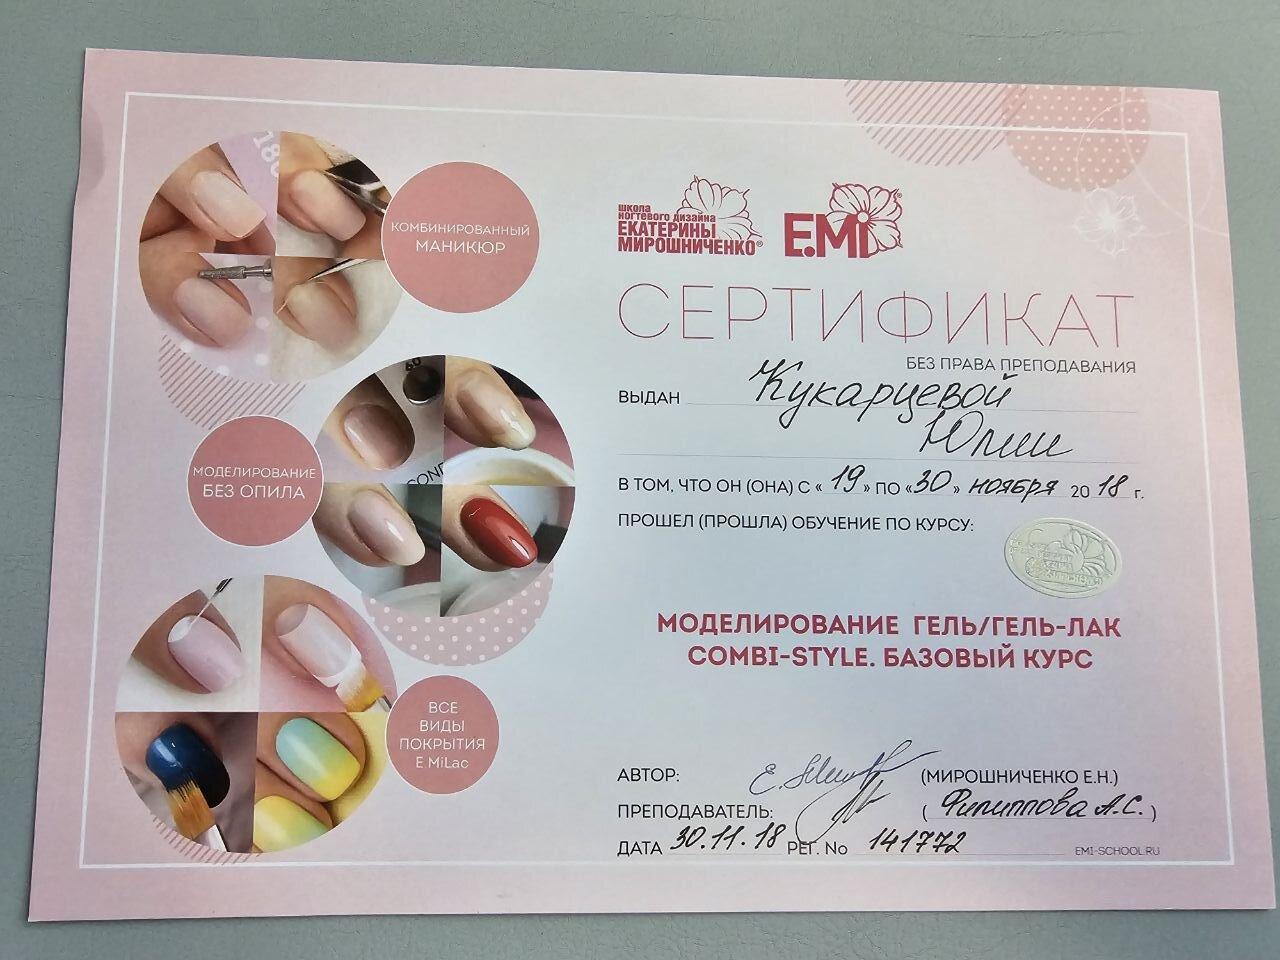 КОМБИНИРОВАННЫЙ
МАНИКЮР
МОДЕЛИРОВАНИЕ
БЕЗ ОПИЛА
ВСЕ
ВИДЫ
ПОКРЫТИЯ
E.MiLac
школа
ногтевого дизайна
ЕКАТЕРИНЫ
МИРОШНИЧЕНКО®
E.Mi®
СЕРТИФИКАТ
БЕЗ ПРАВА ПРЕПОДАВАНИЯ
ВЫДАН Кукарцевой
Юлии
В ТОМ, ЧТО ОН (ОНА) С «19» ПО «30» ноября 2018 г.
ПРОШЕЛ (ПРОШЛА) ОБУЧЕНИЕ ПО КУРСУ:
МОДЕЛИРОВАНИЕ ГЕЛЬ/ГЕЛЬ-ЛАК
COMBI-STYLE. БАЗОВЫЙ КУРС
АВТОР: (МИРОШНИЧЕНКО Е.Н.)
ПРЕПОДАВАТЕЛЬ: (Филиппова А.С.)
ДАТА 30.11.18 РЕГ. No 141772
EMI-SCHOOL.RU